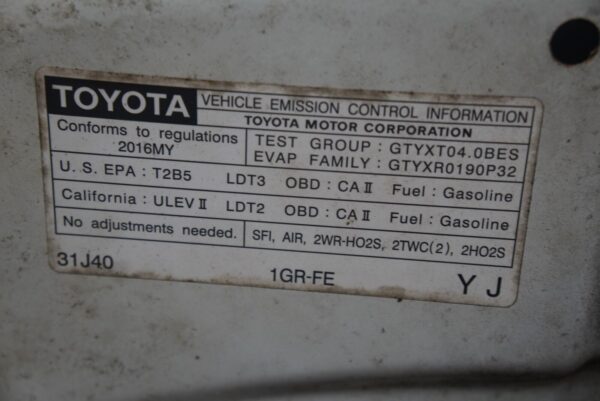 TOYOTA VEHICLE EMISSION CONTROL INFORMATION
TOYOTA MOTOR CORPORATION
Conforms to regulations
2016MY
TEST GROUP : GTYXT04.0BES
EVAP FAMILY : GTYXR0190P32
U. S. EPA : T2B5 LDT3 OBD : CA II Fuel : Gasoline
California : ULEV II LDT2 OBD : CA II Fuel : Gasoline
No adjustments needed. SFI, AIR, 2WR-HO2S, 2TWC(2), 2HO2S
31J40 1GR-FE Y J